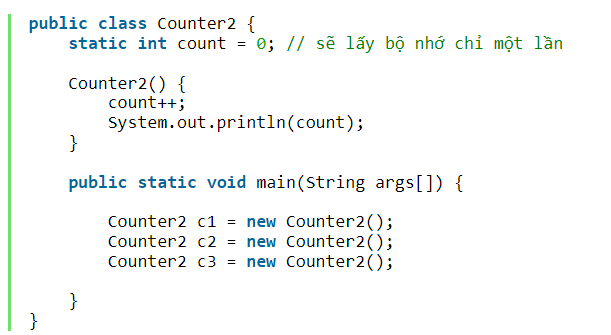 public class Counter2 {
    static int count = 0; // sẽ lấy bộ nhớ chỉ một lần
    Counter2() {
        count++;
        System.out.println(count);
    }
    public static void main(String args[]) {
        Counter2 c1 = new Counter2();
        Counter2 c2 = new Counter2();
        Counter2 c3 = new Counter2();
    }
}